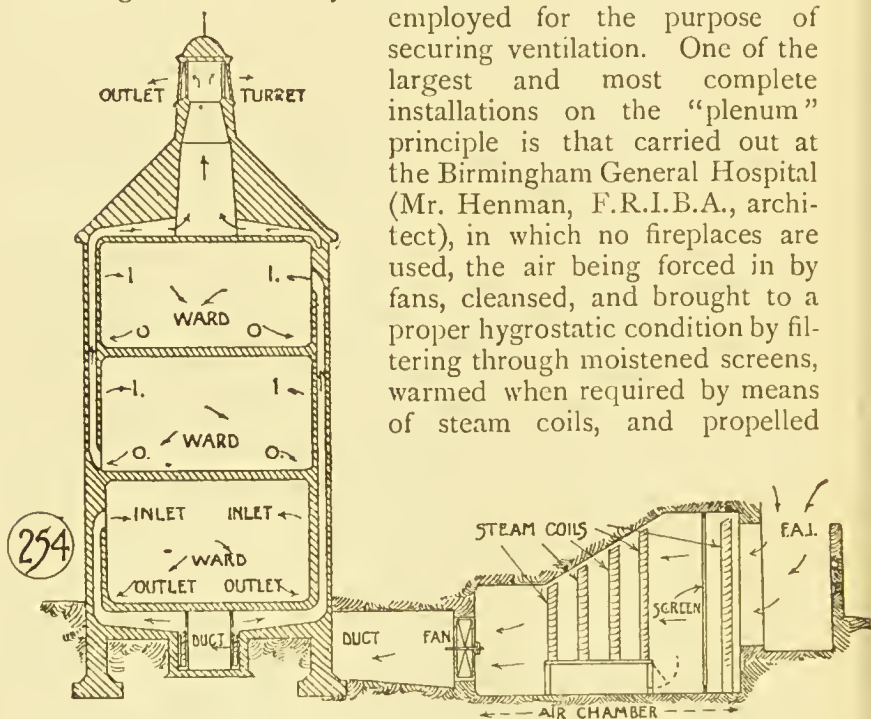 employed for the purpose of
securing ventilation. One of the
largest and most complete
installations on the "plenum"
principle is that carried out at
the Birmingham General Hospital
(Mr. Henman, F.R.I.B.A., archi-
tect), in which no fireplaces are
used, the air being forced in by
fans, cleansed, and brought to a
proper hygrostatic condition by fil-
tering through moistened screens,
warmed when required by means
of steam coils, and propelled
OUTLET TURRET
I. I.
WARD
O O.
I. I
WARD
O. O.
INLET INLET
254
WARD
OUTLET OUTLET
DUCT
DUCT FAN
STEAM COILS
SCREEN
F.A.I.
AIR CHAMBER